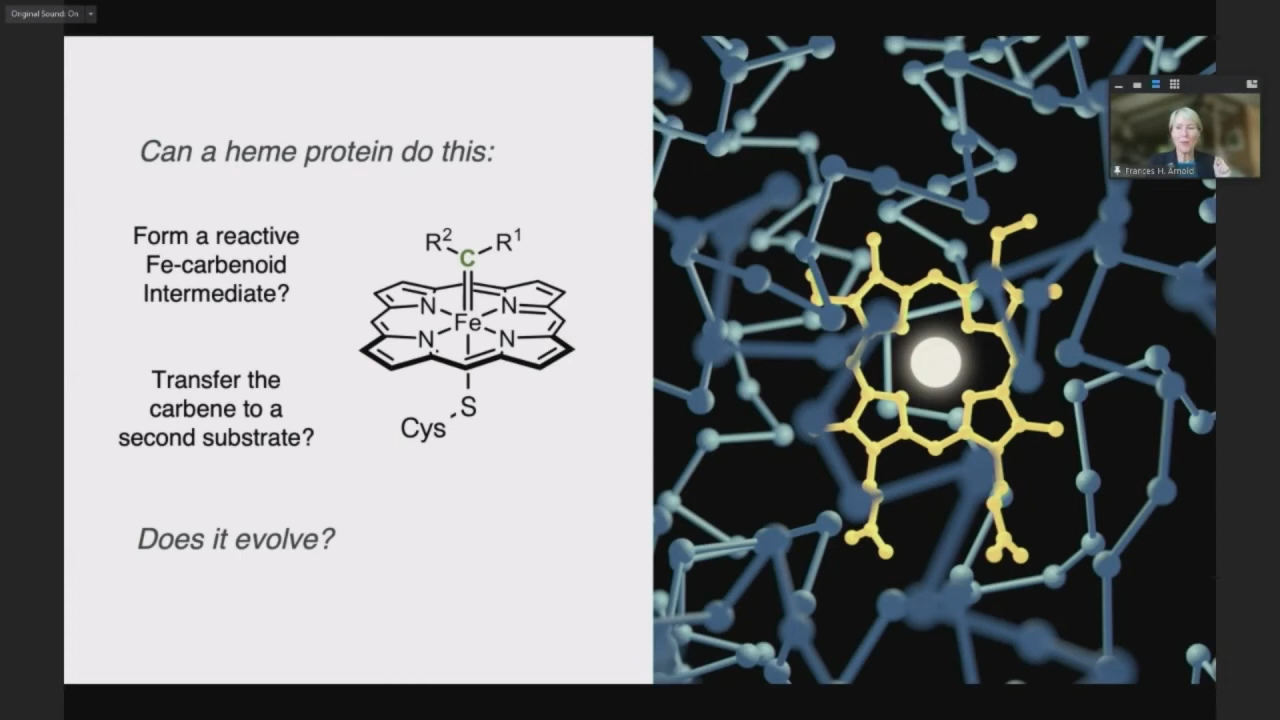 Original Sound: On
Can a heme protein do this:
Form a reactive
Fe-carbenoid
Intermediate?
R² R¹
C
N N
Fe
N N
S
Cys
Transfer the
carbene to a
second substrate?
Does it evolve?
Frances H. Arnold